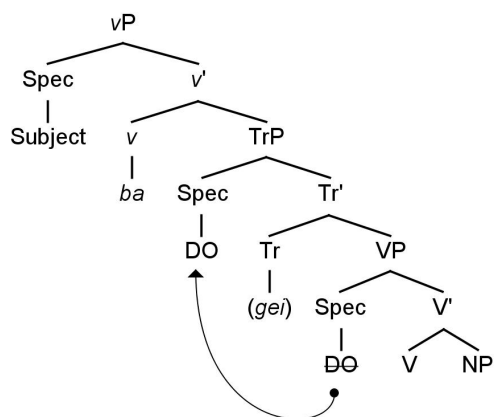 vP
Spec v'
Subject v TrP
ba Spec Tr'
DO Tr VP
(gei) Spec V'
DO V NP